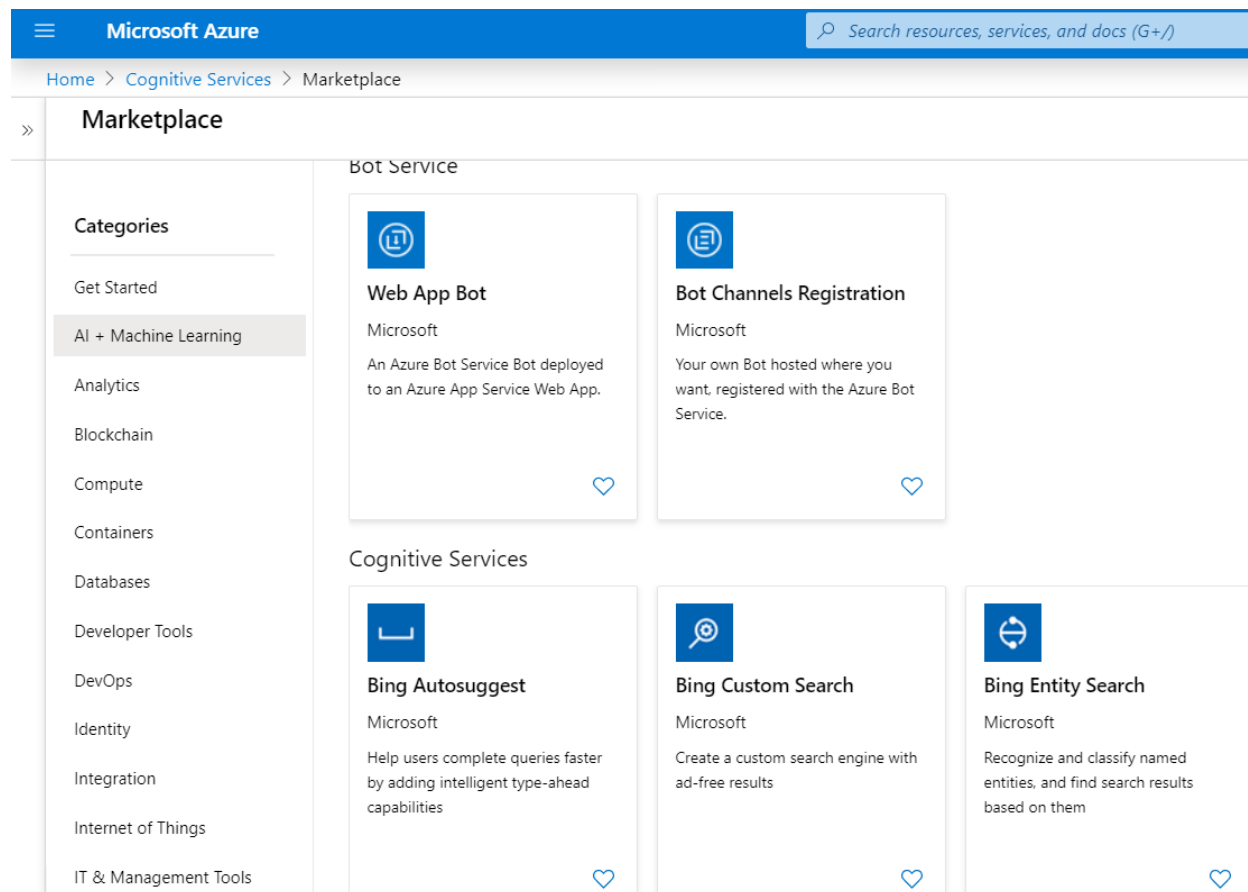 Microsoft Azure
Search resources, services, and docs (G+/)
Home > Cognitive Services > Marketplace
»
Marketplace
Categories
Get Started
AI + Machine Learning
Analytics
Blockchain
Compute
Containers
Databases
Developer Tools
DevOps
Identity
Integration
Internet of Things
IT & Management Tools
Bot Service
Web App Bot
Microsoft
An Azure Bot Service Bot deployed
to an Azure App Service Web App.
Bot Channels Registration
Microsoft
Your own Bot hosted where you
want, registered with the Azure Bot
Service.
Cognitive Services
Bing Autosuggest
Microsoft
Help users complete queries faster
by adding intelligent type-ahead
capabilities
Bing Custom Search
Microsoft
Create a custom search engine with
ad-free results
Bing Entity Search
Microsoft
Recognize and classify named
entities, and find search results
based on them